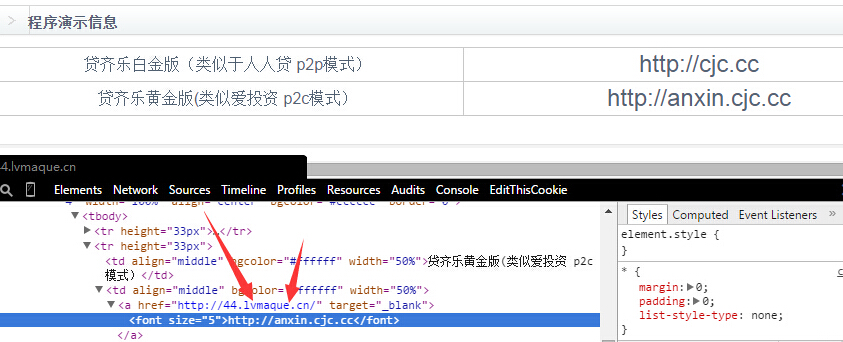 程序演示信息
贷齐乐白金版（类似于人人贷 p2p模式）
http://cjc.cc
贷齐乐黄金版(类似爱投资 p2c模式）
http://anxin.cjc.cc
4.lvmaque.cn
Elements Network Sources Timeline Profiles Resources Audits Console EditThisCookie
▼<tbody>
▶<tr height="33px">…</tr>
▼<tr height="33px">
<td align="middle" bgcolor="#ffffff" width="50%">贷齐乐黄金版(类似爱投资 p2c
模式）</td>
▼<td align="middle" bgcolor="#ffffff" width="50%">
▼<a href="http://44.lvmaque.cn/" target="_blank">
<font size="5">http://anxin.cjc.cc</font>
</a>
Styles Computed Event Listeners »
element.style {
}
* {
margin:▶0;
padding:▶0;
list-style-type: none;
}